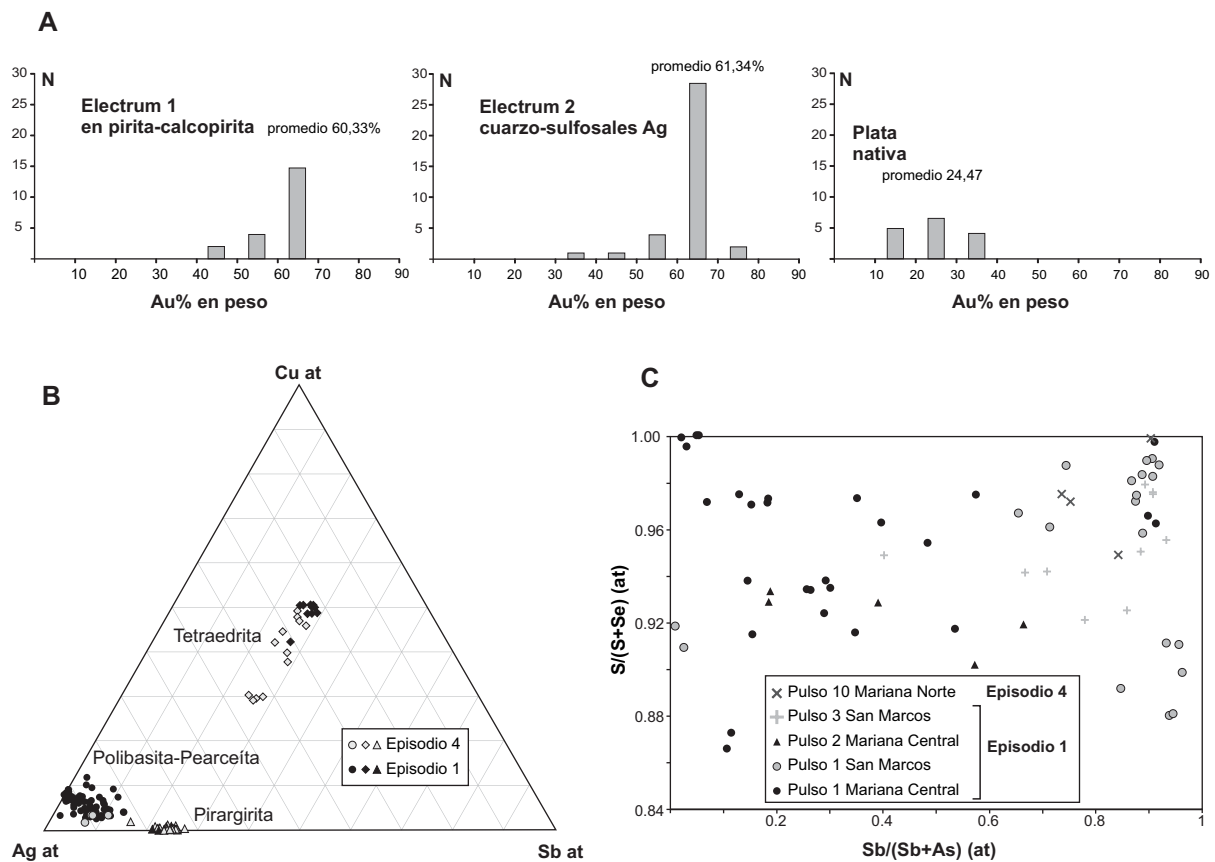 A
30
N
25
20
15
10
5
Electrum 1
en pirita-calcopirita
promedio 60,33%
10 20 30 40 50 60 70 80 90
Au% en peso
30
N
25
20
15
10
5
promedio 61,34%
Electrum 2
cuarzo-sulfosales Ag
10 20 30 40 50 60 70 80 90
Au% en peso
30
N
25
20
15
10
5
Plata
nativa
promedio 24,47
10 20 30 40 50 60 70 80 90
Au% en peso
B
Cu at
Tetraedrita
Polibasita-Pearceíta
Pirargirita
Episodio 4
Episodio 1
Ag at
Sb at
C
S/(S+Se) (at)
1.00
0.96
0.92
0.88
0.84
Pulso 10 Mariana Norte Episodio 4
Pulso 3 San Marcos
Pulso 2 Mariana Central
Episodio 1
Pulso 1 San Marcos
Pulso 1 Mariana Central
0.2 0.4 0.6 0.8 1
Sb/(Sb+As) (at)